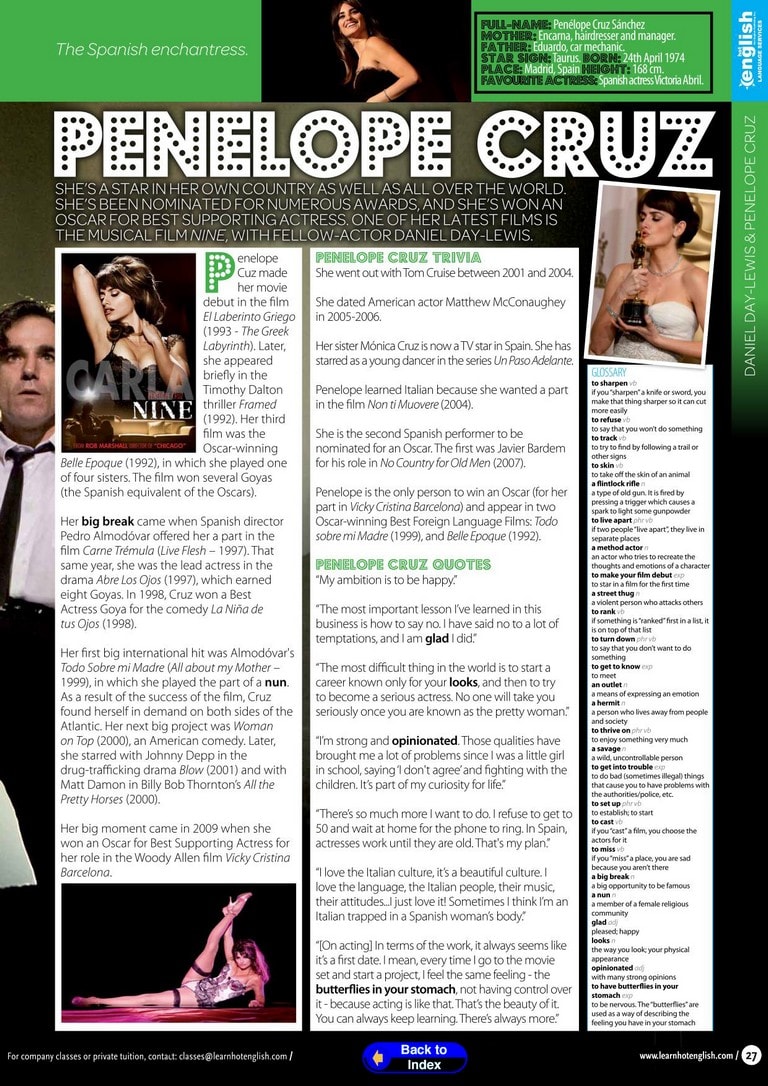 The Spanish enchantress.
FULL-NAME: Penélope Cruz Sánchez
MOTHER: Encarna, hairdresser and manager.
FATHER: Eduardo, car mechanic.
STAR SIGN: Taurus. BORN: 24th April 1974
PLACE: Madrid, Spain HEIGHT: 168 cm.
FAVOURITE ACTRESS: Spanish actress Victoria Abril.
english
LANGUAGE SERVICES
DANIEL DAY-LEWIS & PENELOPE CRUZ
PENELOPE CRUZ
SHE'S A STAR IN HER OWN COUNTRY AS WELL AS ALL OVER THE WORLD.
SHE'S BEEN NOMINATED FOR NUMEROUS AWARDS, AND SHE'S WON AN
OSCAR FOR BEST SUPPORTING ACTRESS. ONE OF HER LATEST FILMS IS
THE MUSICAL FILM NINE, WITH FELLOW-ACTOR DANIEL DAY-LEWIS.
CARLA
NINE
FROM ROB MARSHALL DIRECTOR OF "CHICAGO"
Penelope
Cuz made
her movie
debut in the film
El Laberinto Griego
(1993 - The Greek
Labyrinth). Later,
she appeared
briefly in the
Timothy Dalton
thriller Framed
(1992). Her third
film was the
Oscar-winning
Belle Epoque (1992), in which she played one
of four sisters. The film won several Goyas
(the Spanish equivalent of the Oscars).
Her big break came when Spanish director
Pedro Almodóvar offered her a part in the
film Carne Trémula (Live Flesh – 1997). That
same year, she was the lead actress in the
drama Abre Los Ojos (1997), which earned
eight Goyas. In 1998, Cruz won a Best
Actress Goya for the comedy La Niña de
tus Ojos (1998).
Her first big international hit was Almodóvar's
Todo Sobre mi Madre (All about my Mother –
1999), in which she played the part of a nun.
As a result of the success of the film, Cruz
found herself in demand on both sides of the
Atlantic. Her next big project was Woman
on Top (2000), an American comedy. Later,
she starred with Johnny Depp in the
drug-trafficking drama Blow (2001) and with
Matt Damon in Billy Bob Thornton's All the
Pretty Horses (2000).
Her big moment came in 2009 when she
won an Oscar for Best Supporting Actress for
her role in the Woody Allen film Vicky Cristina
Barcelona.
PENELOPE CRUZ TRIVIA
She went out with Tom Cruise between 2001 and 2004.
She dated American actor Matthew McConaughey
in 2005-2006.
Her sister Mónica Cruz is now a TV star in Spain. She has
starred as a young dancer in the series Un Paso Adelante.
Penelope learned Italian because she wanted a part
in the film Non ti Muovere (2004).
She is the second Spanish performer to be
nominated for an Oscar. The first was Javier Bardem
for his role in No Country for Old Men (2007).
Penelope is the only person to win an Oscar (for her
part in Vicky Cristina Barcelona) and appear in two
Oscar-winning Best Foreign Language Films: Todo
sobre mi Madre (1999), and Belle Epoque (1992).
PENELOPE CRUZ QUOTES
"My ambition is to be happy."
"The most important lesson I've learned in this
business is how to say no. I have said no to a lot of
temptations, and I am glad I did."
"The most difficult thing in the world is to start a
career known only for your looks, and then to try
to become a serious actress. No one will take you
seriously once you are known as the pretty woman."
"I'm strong and opinionated. Those qualities have
brought me a lot of problems since I was a little girl
in school, saying 'I don't agree' and fighting with the
children. It's part of my curiosity for life."
"There's so much more I want to do. I refuse to get to
50 and wait at home for the phone to ring. In Spain,
actresses work until they are old. That's my plan."
"I love the Italian culture, it's a beautiful culture. I
love the language, the Italian people, their music,
their attitudes...I just love it! Sometimes I think I'm an
Italian trapped in a Spanish woman's body."
"[On acting] In terms of the work, it always seems like
it's a first date. I mean, every time I go to the movie
set and start a project, I feel the same feeling - the
butterflies in your stomach, not having control over
it - because acting is like that. That's the beauty of it.
You can always keep learning. There's always more."
GLOSSARY
to sharpen vb
if you "sharpen" a knife or sword, you
make that thing sharper so it can cut
more easily
to refuse vb
to say that you won't do something
to track vb
to try to find by following a trail or
other signs
to skin vb
to take off the skin of an animal
a flintlock rifle n
a type of old gun. It is fired by
pressing a trigger which causes a
spark to light some gunpowder
to live apart phr vb
if two people "live apart", they live in
separate places
a method actor n
an actor who tries to recreate the
thoughts and emotions of a character
to make your film debut exp
to star in a film for the first time
a street thug n
a violent person who attacks others
to rank vb
if something is "ranked" first in a list, it
is on top of that list
to turn down phr vb
to say that you don't want to do
something
to get to know exp
to meet
an outlet n
a means of expressing an emotion
a hermit n
a person who lives away from people
and society
to thrive on phr vb
to enjoy something very much
a savage n
a wild, uncontrollable person
to get into trouble exp
to do bad (sometimes illegal) things
that cause you to have problems with
the authorities/police, etc.
to set up phr vb
to establish; to start
to cast vb
if you "cast" a film, you choose the
actors for it
to miss vb
if you "miss" a place, you are sad
because you aren't there
a big break n
a big opportunity to be famous
a nun n
a member of a female religious
community
glad adj
pleased; happy
looks n
the way you look; your physical
appearance
opinionated adj
with many strong opinions
to have butterflies in your
stomach exp
to be nervous. The "butterflies" are
used as a way of describing the
feeling you have in your stomach
For company classes or private tuition, contact: classes@learnhotenglish.com /
Back to
Index
www.learnhotenglish.com / 27